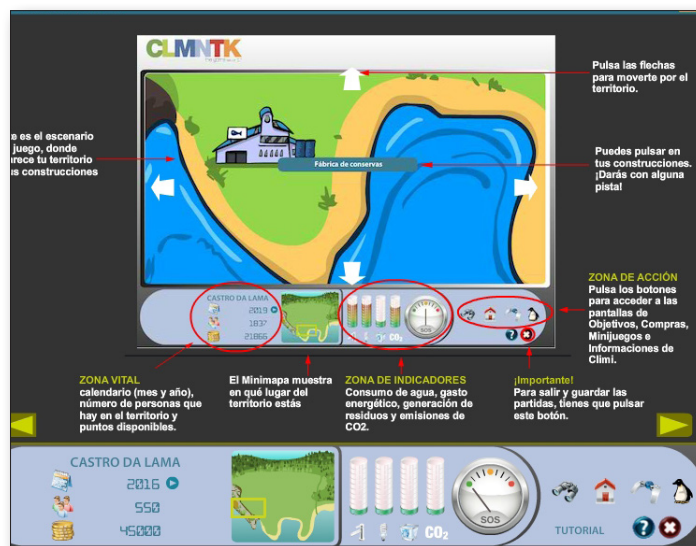 CLMNTK
Pulsa las flechas
para moverte por el
territorio.
e es el escenario
juego, donde
arece tu territorio
us construcciones
Fábrica de conservas
Puedes pulsar en
tus construcciones.
¡Darás con alguna
pista!
ZONA DE ACCIÓN
Pulsa los botones
para acceder a las
pantallas de
Objetivos, Compras,
Minijuegos e
Informaciones de
Climi.
CASTRO DA LAMA
2019
1837
21866
CO2
SOS
ZONA VITAL
calendario (mes y año),
número de personas que
hay en el territorio y
puntos disponibles.
El Minimapa muestra
en qué lugar del
territorio estás
ZONA DE INDICADORES
Consumo de agua, gasto
energético, generación de
residuos y emisiones de
CO2.
¡Importante!
Para salir y guardar las
partidas, tienes que pulsar
este botón.
CASTRO DA LAMA
2016
550
45000
CO2
SOS
TUTORIAL
?